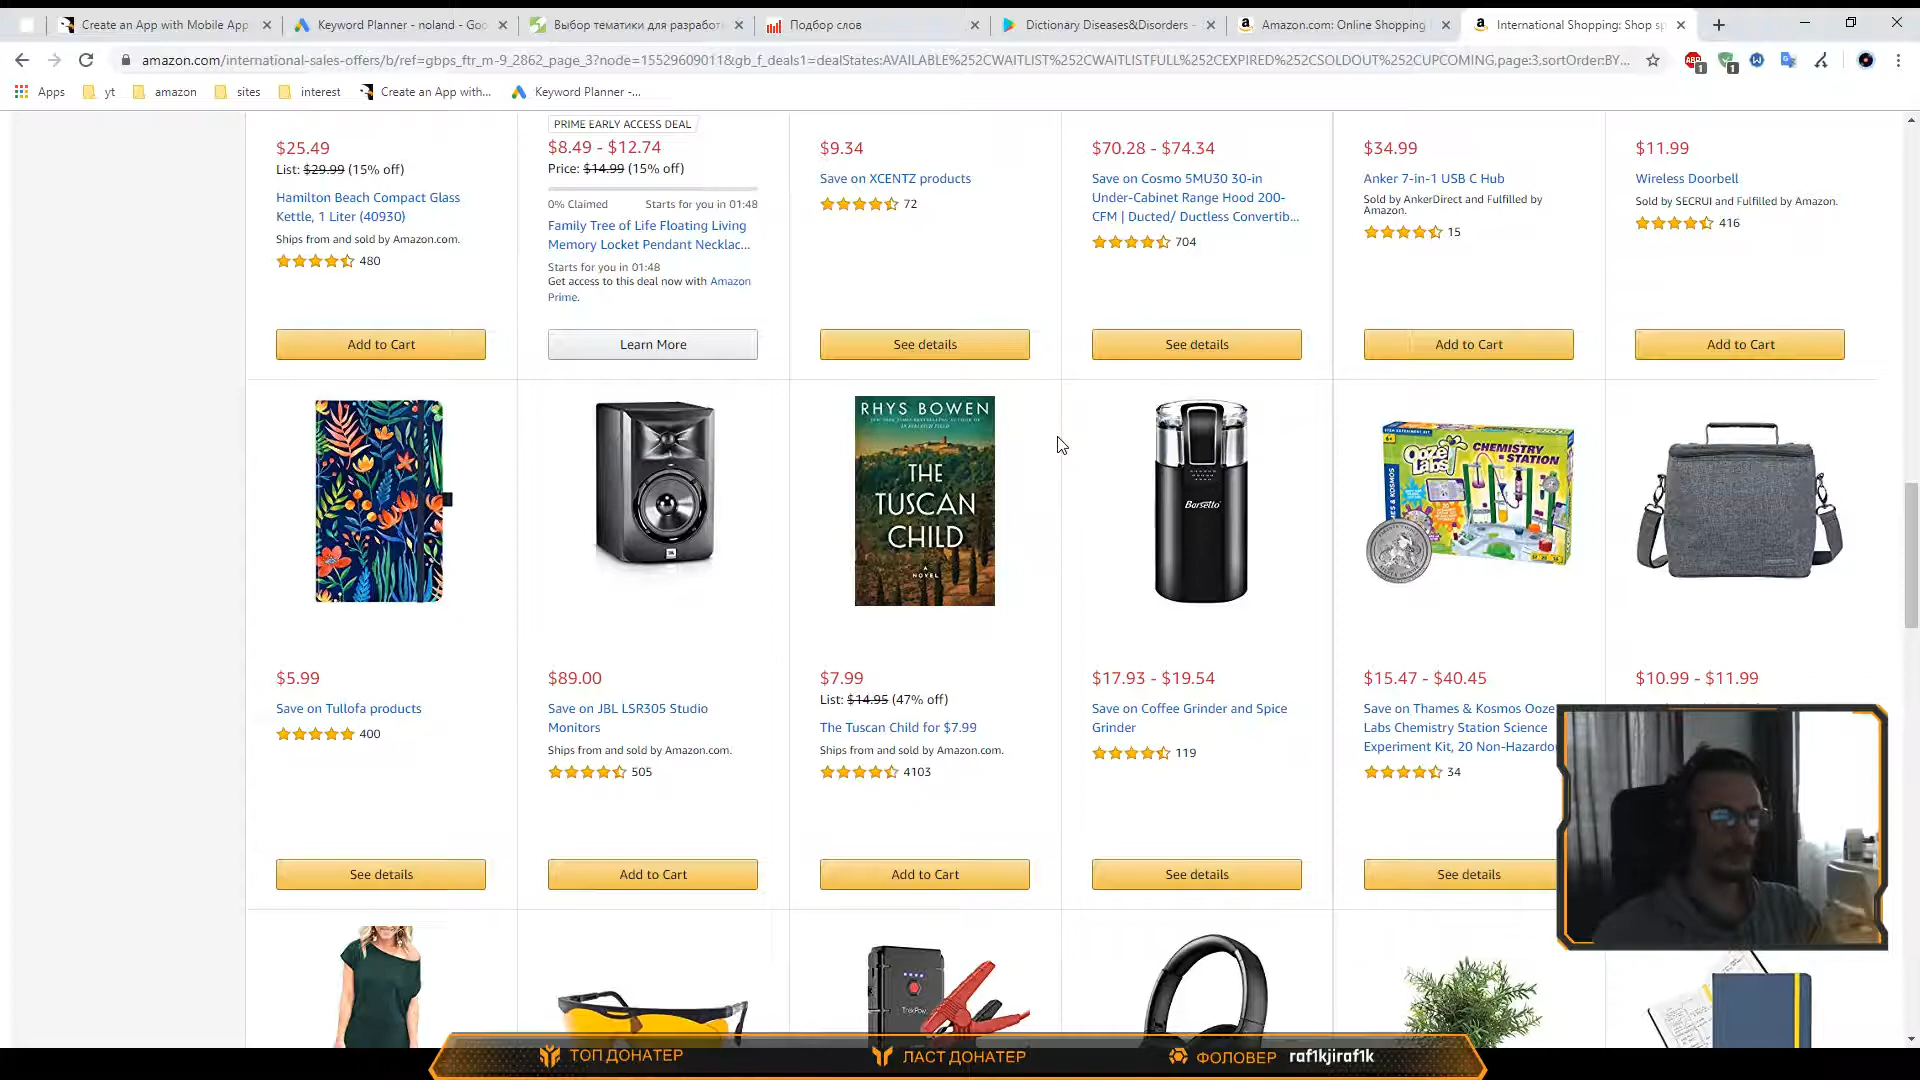 Create an App with Mobile App
Keyword Planner - noland - Goo
Выбор тематики для разработ
Подбор слов
Dictionary Diseases&Disorders -
Amazon.com: Online Shopping
International Shopping: Shop sp
amazon.com/international-sales-offers/b/ref=gbps_ftr_m-9_2862_page_3?node=15529609011&gb_f_deals1=dealStates:AVAILABLE%252CWAITLIST%252CWAITLISTFULL%252CEXPIRED%252CSOLDOUT%252CUPCOMING,page:3,sortOrder:BY...
Apps
yt
amazon
sites
interest
Create an App with...
Keyword Planner -...
$25.49
List: $29.99 (15% off)
Hamilton Beach Compact Glass
Kettle, 1 Liter (40930)
Ships from and sold by Amazon.com.
480
Add to Cart
PRIME EARLY ACCESS DEAL
$8.49 - $12.74
Price: $14.99 (15% off)
0% Claimed
Starts for you in 01:48
Family Tree of Life Floating Living
Memory Locket Pendant Necklac...
Starts for you in 01:48
Get access to this deal now with Amazon
Prime.
Learn More
$9.34
Save on XCENTZ products
72
See details
$70.28 - $74.34
Save on Cosmo 5MU30 30-in
Under-Cabinet Range Hood 200-
CFM | Ducted/ Ductless Convertib...
704
See details
$34.99
Anker 7-in-1 USB C Hub
Sold by AnkerDirect and Fulfilled by
Amazon.
15
Add to Cart
$11.99
Wireless Doorbell
Sold by SECRUI and Fulfilled by Amazon.
416
Add to Cart
$5.99
Save on Tullofa products
400
See details
JBL
$89.00
Save on JBL LSR305 Studio
Monitors
Ships from and sold by Amazon.com.
505
Add to Cart
RHYS BOWEN
THE
TUSCAN
CHILD
A
NOVEL
$7.99
List: $14.95 (47% off)
The Tuscan Child for $7.99
Ships from and sold by Amazon.com.
4103
Add to Cart
Barsetto
$17.93 - $19.54
Save on Coffee Grinder and Spice
Grinder
119
See details
Ooze
Labs
CHEMISTRY
STATION
$15.47 - $40.45
Save on Thames & Kosmos Ooze
Labs Chemistry Station Science
Experiment Kit, 20 Non-Hazardo
34
See details
$10.99 - $11.99
ТОП ДОНАТЕР
ЛАСТ ДОНАТЕР
ФОЛОВЕР
raf1kjiraf1k